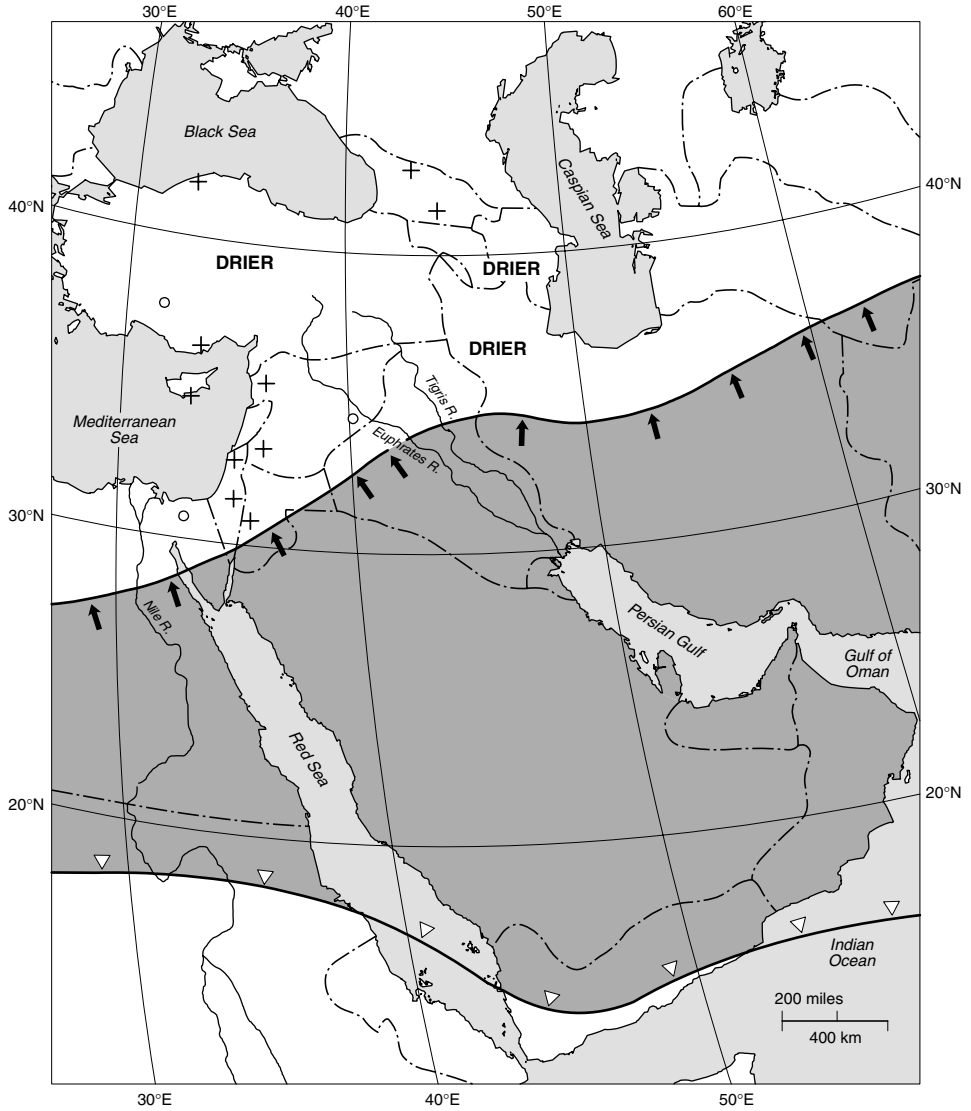 30°E
40°E
50°E
60°E
Black Sea
Caspian Sea
40°N
40°N
DRIER
DRIER
DRIER
Tigris R.
Mediterranean
Sea
Euphrates R.
30°N
30°N
Nile R.
Persian Gulf
Gulf of
Oman
Red Sea
20°N
20°N
Indian
Ocean
200 miles
400 km
30°E
40°E
50°E